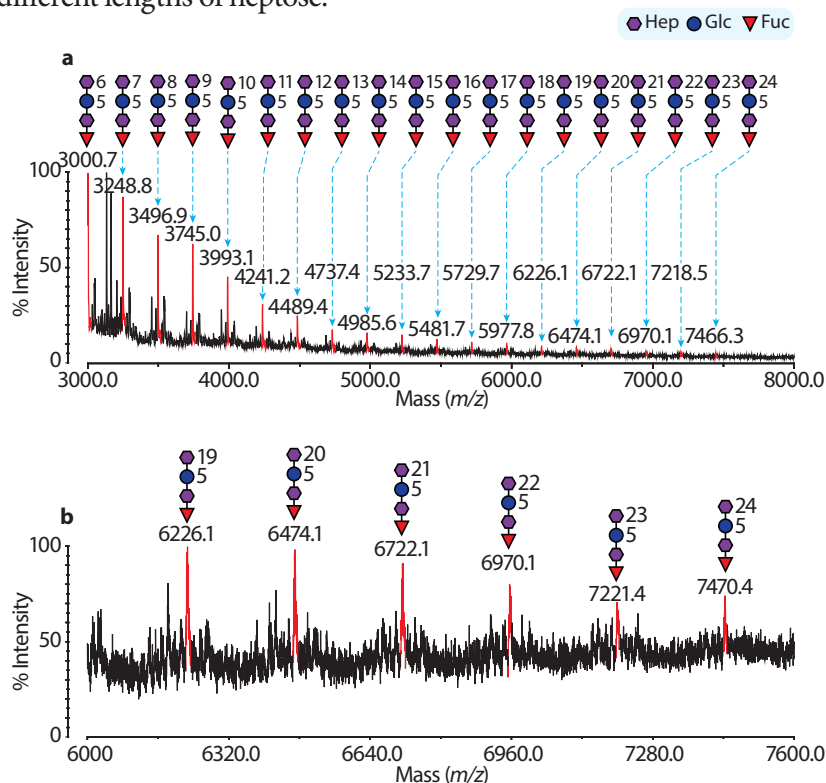 different lengths of heptose.
Hep Glc Fuc
a
6 7 8 9 10 11 12 13 14 15 16 17 18 19 20 21 22 23 24
5 5 5 5 5 5 5 5 5 5 5 5 5 5 5 5 5 5 5
% Intensity
100
50
0
3000.7
3248.8
3496.9
3745.0
3993.1
4241.2 4737.4 5233.7 5729.7 6226.1 6722.1 7218.5
4489.4 4985.6 5481.7 5977.8 6474.1 6970.1 7466.3
3000.0 4000.0 5000.0 6000.0 7000.0 8000.0
Mass (m/z)
b
19 20 21 22 23 24
5 5 5 5 5 5
6226.1 6474.1 6722.1 6970.1 7221.4 7470.4
% Intensity
100
50
0
6000 6320.0 6640.0 6960.0 7280.0 7600.0
Mass (m/z)